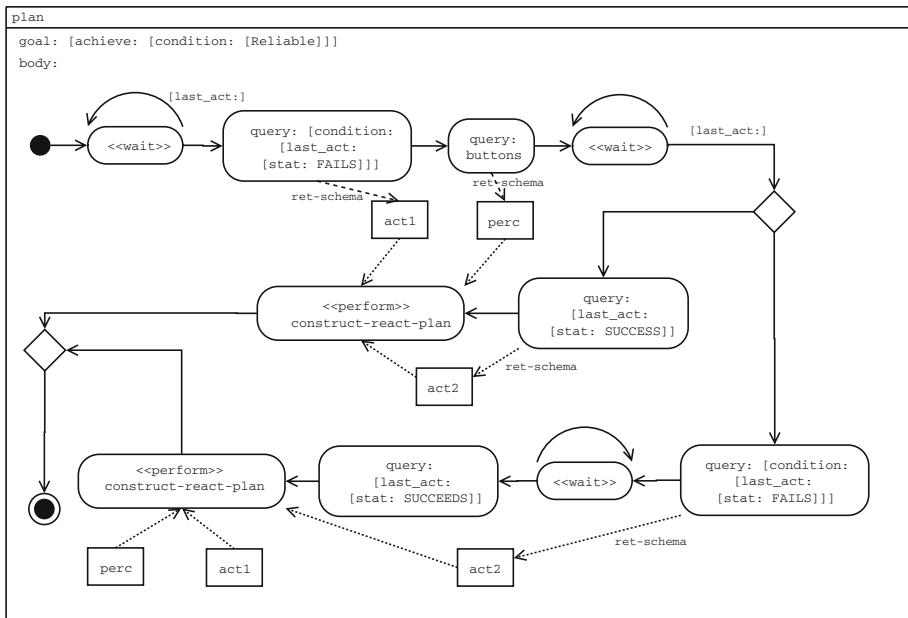 plan
goal: [achieve: [condition: [Reliable]]]
body:
[last_act:]
<<wait>>
query: [condition:
[last_act:
[stat: FAILS]]]
query:
buttons
<<wait>>
[last_act:]
ret-schema
ret-schema
act1
perc
<<perform>>
construct-react-plan
query:
[last_act:
[stat: SUCCESS]]
ret-schema
act2
<<perform>>
construct-react-plan
query:
[last_act:
[stat: SUCCEEDS]]
<<wait>>
query: [condition:
[last_act:
[stat: FAILS]]]
ret-schema
perc
act1
act2